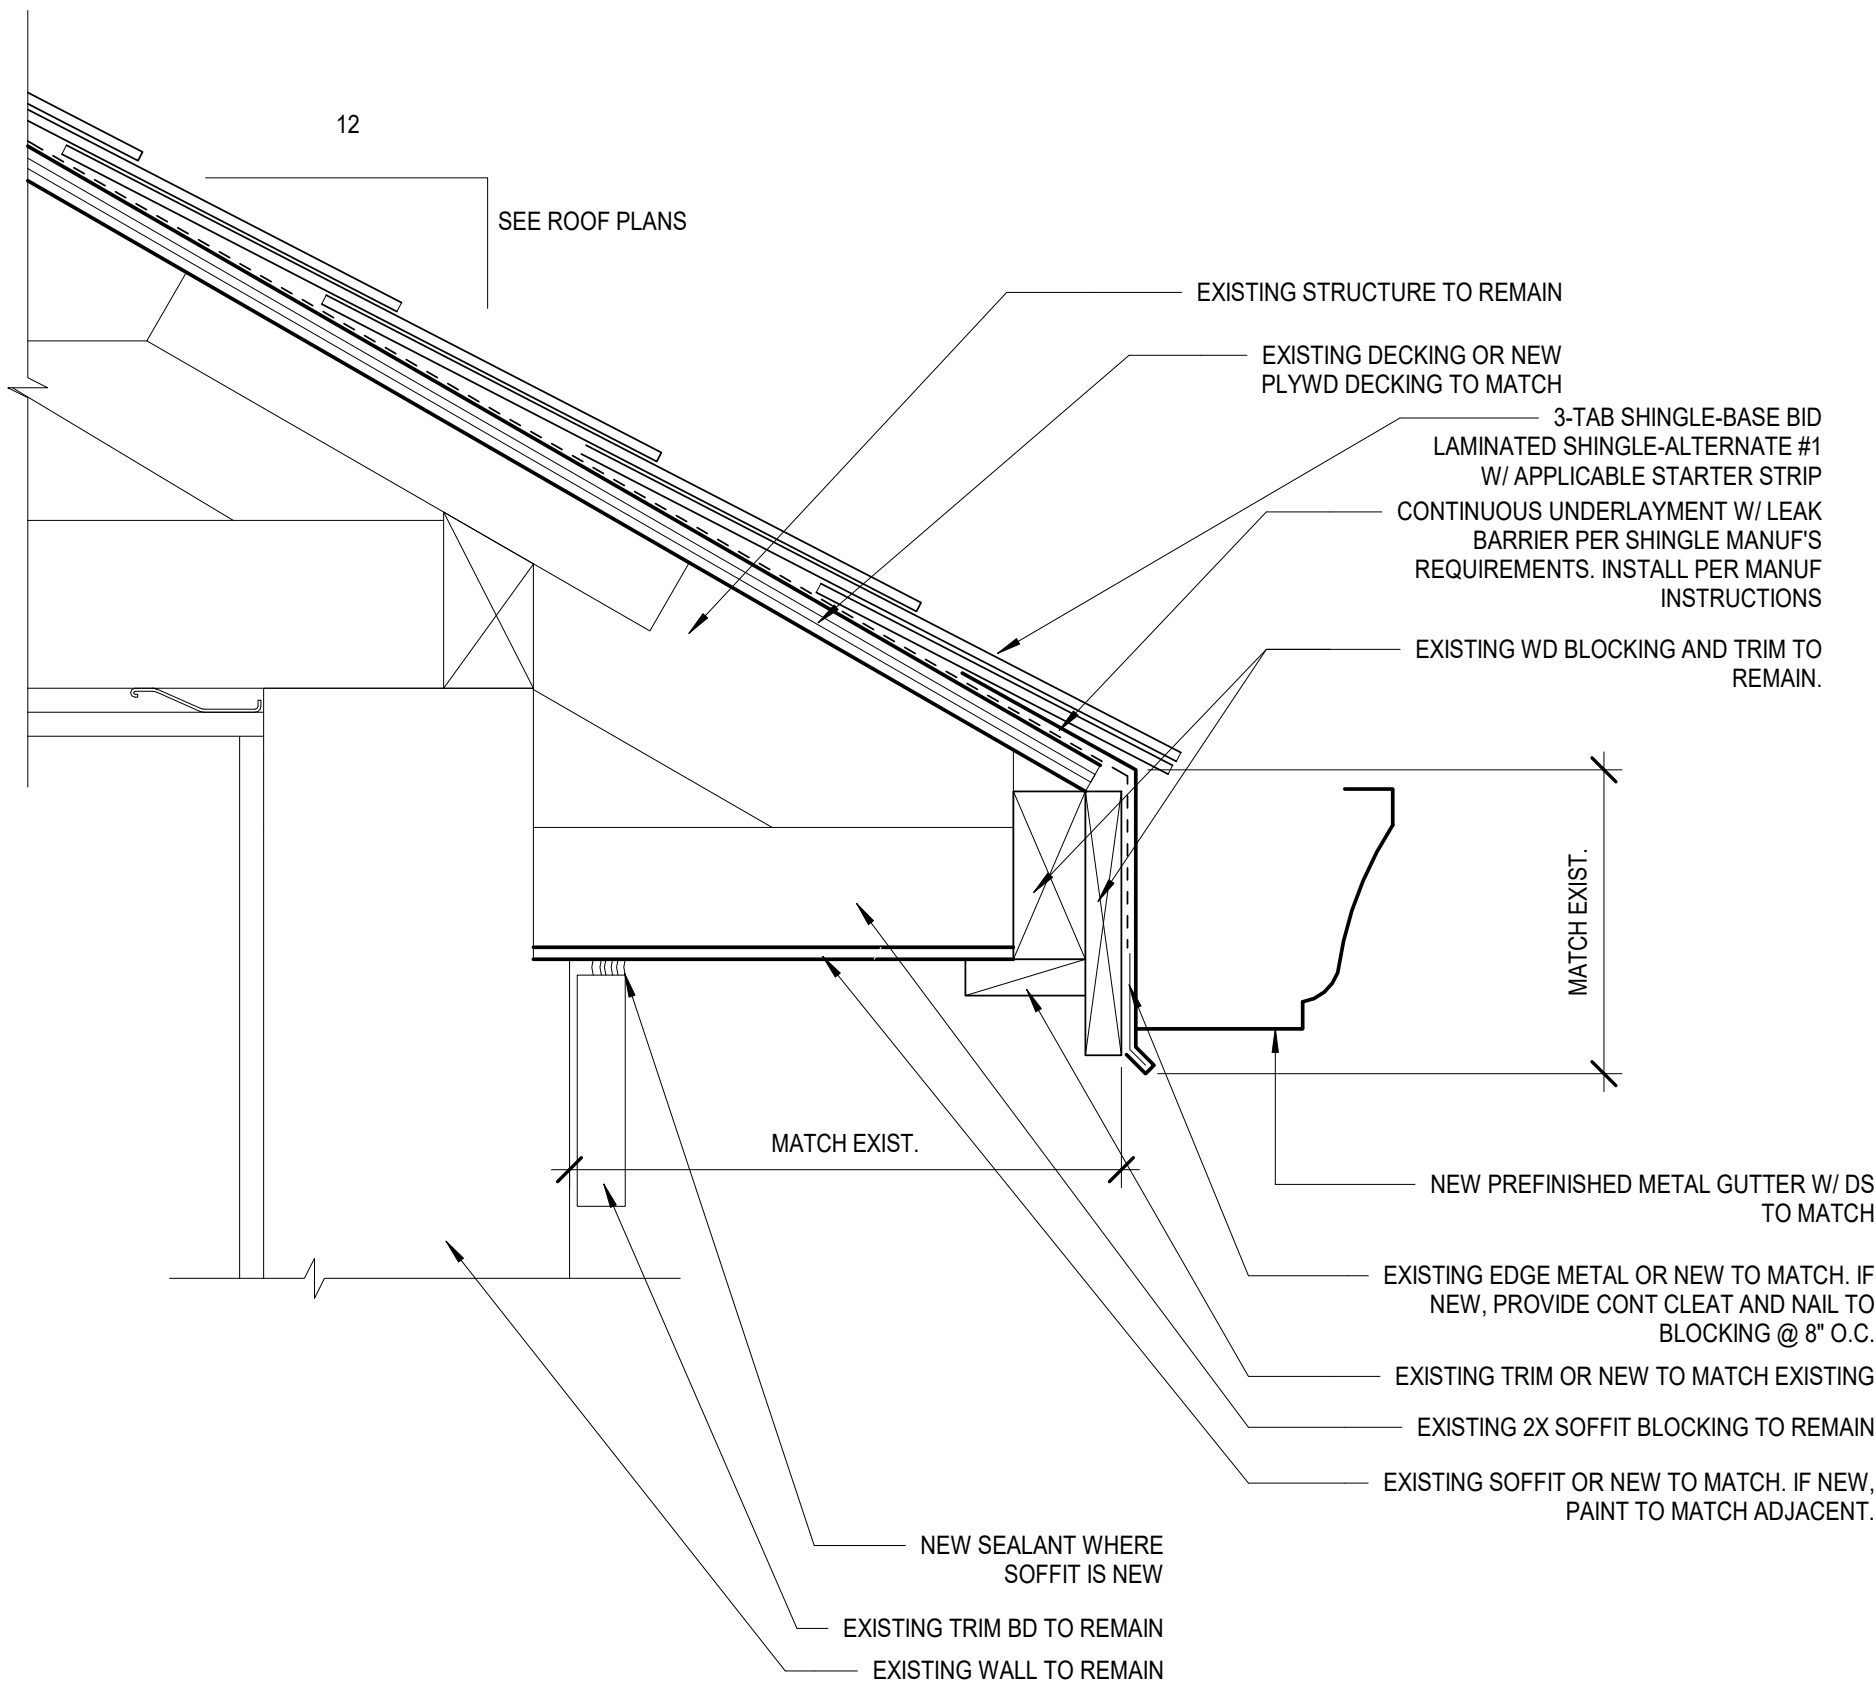 12
SEE ROOF PLANS
EXISTING STRUCTURE TO REMAIN
EXISTING DECKING OR NEW
PLYWD DECKING TO MATCH
3-TAB SHINGLE-BASE BID
LAMINATED SHINGLE-ALTERNATE #1
W/ APPLICABLE STARTER STRIP
CONTINUOUS UNDERLAYMENT W/ LEAK
BARRIER PER SHINGLE MANUF'S
REQUIREMENTS. INSTALL PER MANUF
INSTRUCTIONS
EXISTING WD BLOCKING AND TRIM TO
REMAIN.
MATCH EXIST.
MATCH EXIST.
NEW PREFINISHED METAL GUTTER W/ DS
TO MATCH
EXISTING EDGE METAL OR NEW TO MATCH. IF
NEW, PROVIDE CONT CLEAT AND NAIL TO
BLOCKING @ 8" O.C.
EXISTING TRIM OR NEW TO MATCH EXISTING
EXISTING 2X SOFFIT BLOCKING TO REMAIN
EXISTING SOFFIT OR NEW TO MATCH. IF NEW,
PAINT TO MATCH ADJACENT.
NEW SEALANT WHERE
SOFFIT IS NEW
EXISTING TRIM BD TO REMAIN
EXISTING WALL TO REMAIN